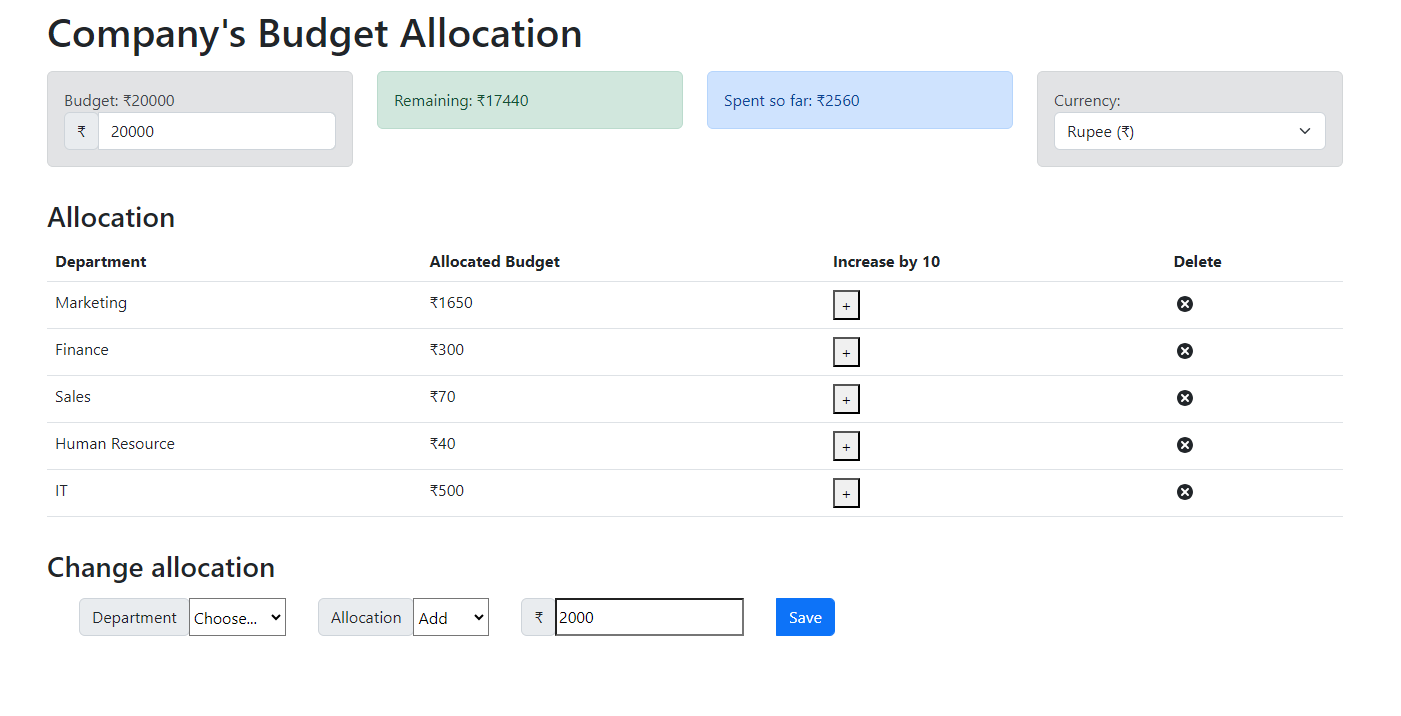 Company's Budget Allocation
Budget: ₹20000
₹ 20000
Remaining: ₹17440
Spent so far: ₹2560
Currency:
Rupee (₹)
Allocation
Department Allocated Budget Increase by 10 Delete
Marketing ₹1650 +
Finance ₹300 +
Sales ₹70 +
Human Resource ₹40 +
IT ₹500 +
Change allocation
Department Choose... Allocation Add ₹ 2000 Save